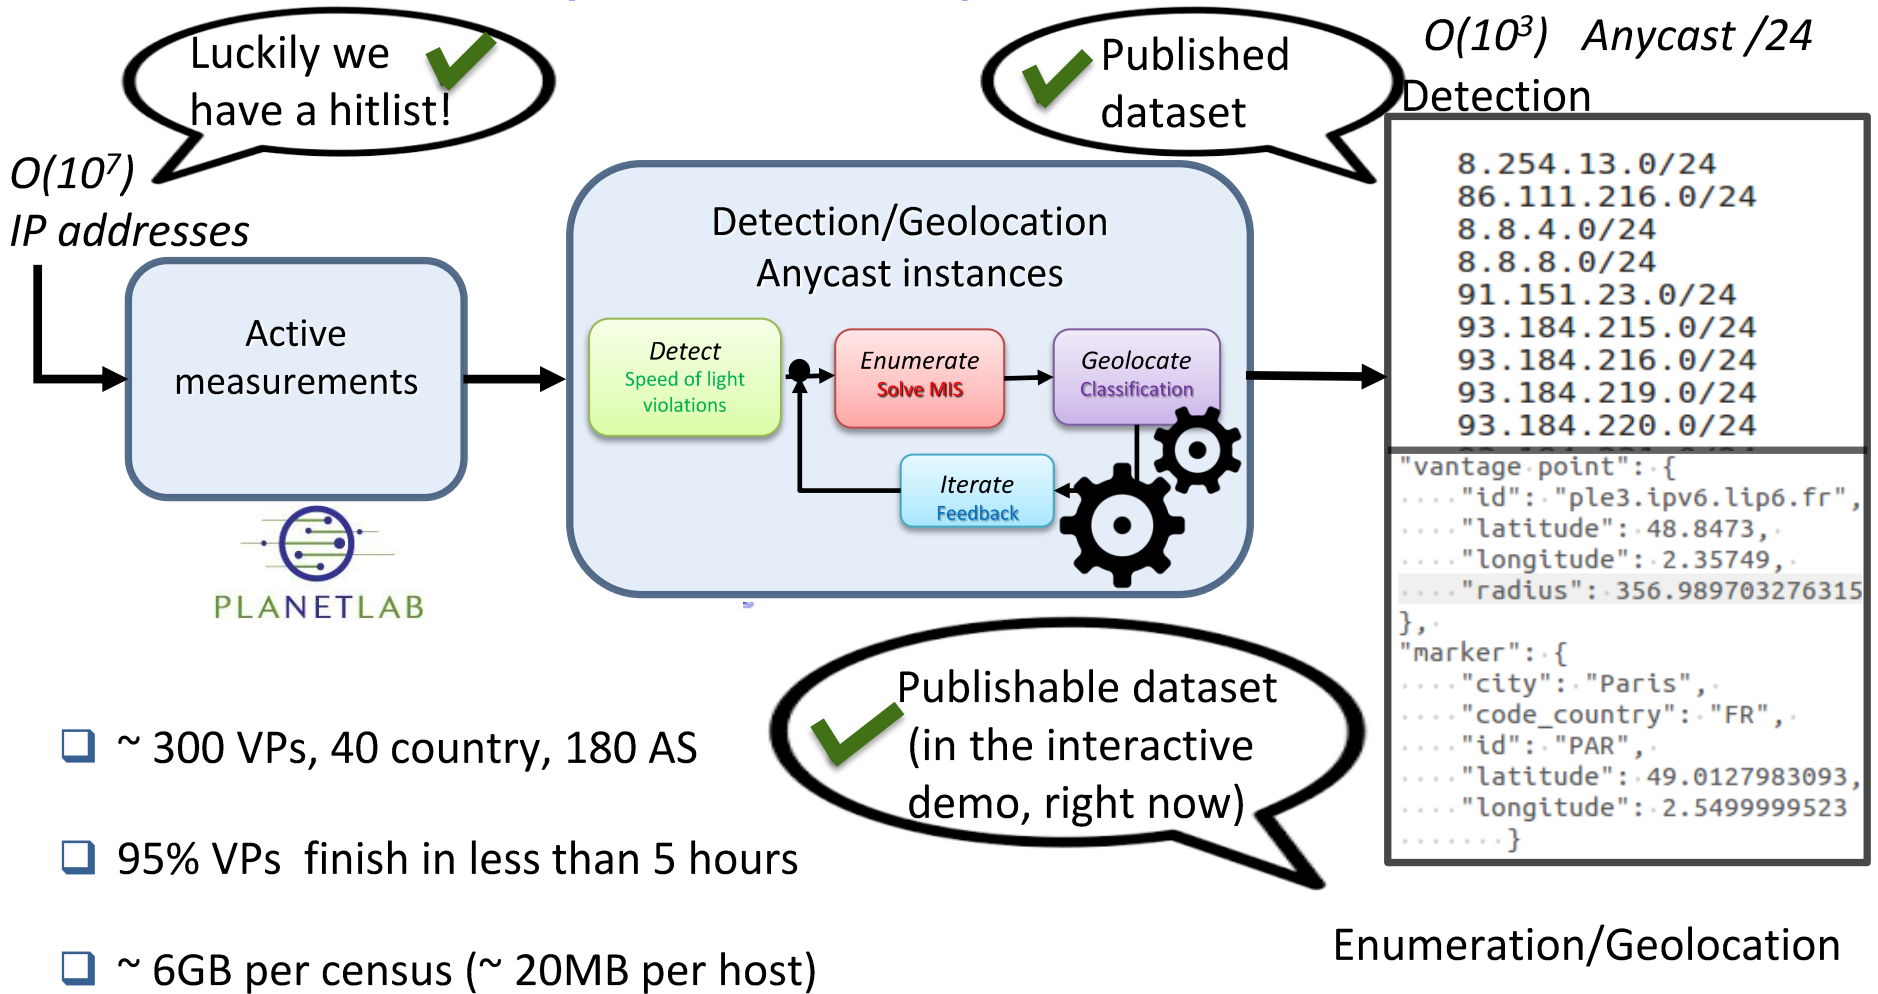 Luckily we
have a hitlist!
Published
dataset
O(10³) Anycast /24
Detection
O(10⁷)
IP addresses
Active
measurements
PLANETLAB
Detection/Geolocation
Anycast instances
Detect
Speed of light
violations
Enumerate
Solve MIS
Geolocate
Classification
Iterate
Feedback
8.254.13.0/24
86.111.216.0/24
8.8.4.0/24
8.8.8.0/24
91.151.23.0/24
93.184.215.0/24
93.184.216.0/24
93.184.219.0/24
93.184.220.0/24
"vantage point": {
"id": "ple3.ipv6.lip6.fr",
"latitude": 48.8473,
"longitude": 2.35749,
"radius": 356.989703276315
},
"marker": {
"city": "Paris",
"code_country": "FR",
"id": "PAR",
"latitude": 49.0127983093,
"longitude": 2.5499999523
}
Publishable dataset
(in the interactive
demo, right now)
~ 300 VPs, 40 country, 180 AS
95% VPs finish in less than 5 hours
~ 6GB per census (~ 20MB per host)
Enumeration/Geolocation